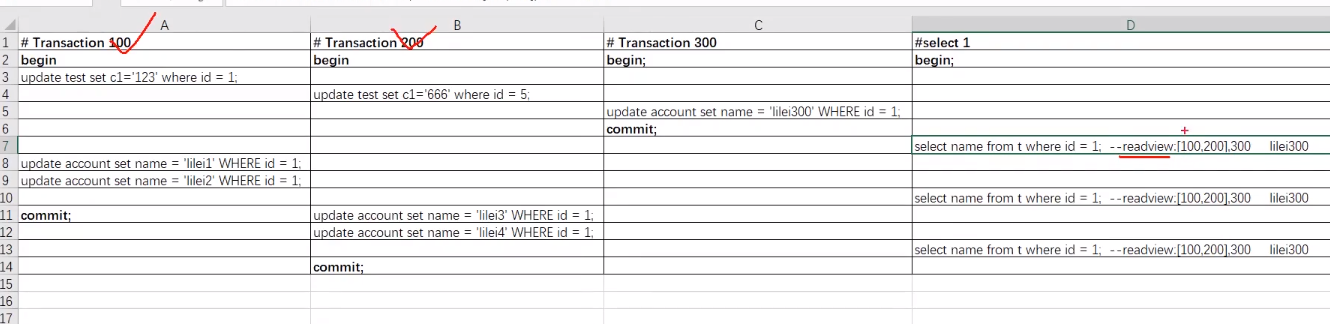 A B C D
1 # Transaction 100 # Transaction 200 # Transaction 300 #select 1
2 begin begin begin; begin;
3 update test set c1='123' where id = 1;
4 update test set c1='666' where id = 5;
5 update account set name = 'lilei300' WHERE id = 1;
6 commit;
7 select name from t where id = 1; --readview:[100,200],300 lilei300
8 update account set name = 'lilei1' WHERE id = 1;
9 update account set name = 'lilei2' WHERE id = 1;
10 select name from t where id = 1; --readview:[100,200],300 lilei300
11 commit; update account set name = 'lilei3' WHERE id = 1;
12 update account set name = 'lilei4' WHERE id = 1;
13 select name from t where id = 1; --readview:[100,200],300 lilei300
14 commit;
15
16
17